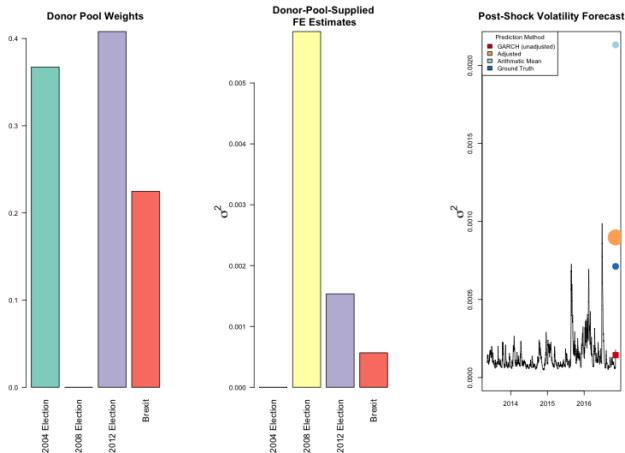 Donor Pool Weights
0.4
0.3
0.2
0.1
0.0
2004 Election
2008 Election
2012 Election
Brexit
Donor-Pool-Supplied
FE Estimates
σ²
0.005
0.004
0.003
0.002
0.001
0.000
2004 Election
2008 Election
2012 Election
Brexit
Post-Shock Volatility Forecast
Prediction Method
GARCH (unadjusted)
Adjusted
Arithmetic Mean
Ground Truth
σ²
0.0020
0.0015
0.0010
0.0005
0.0000
2014
2015
2016